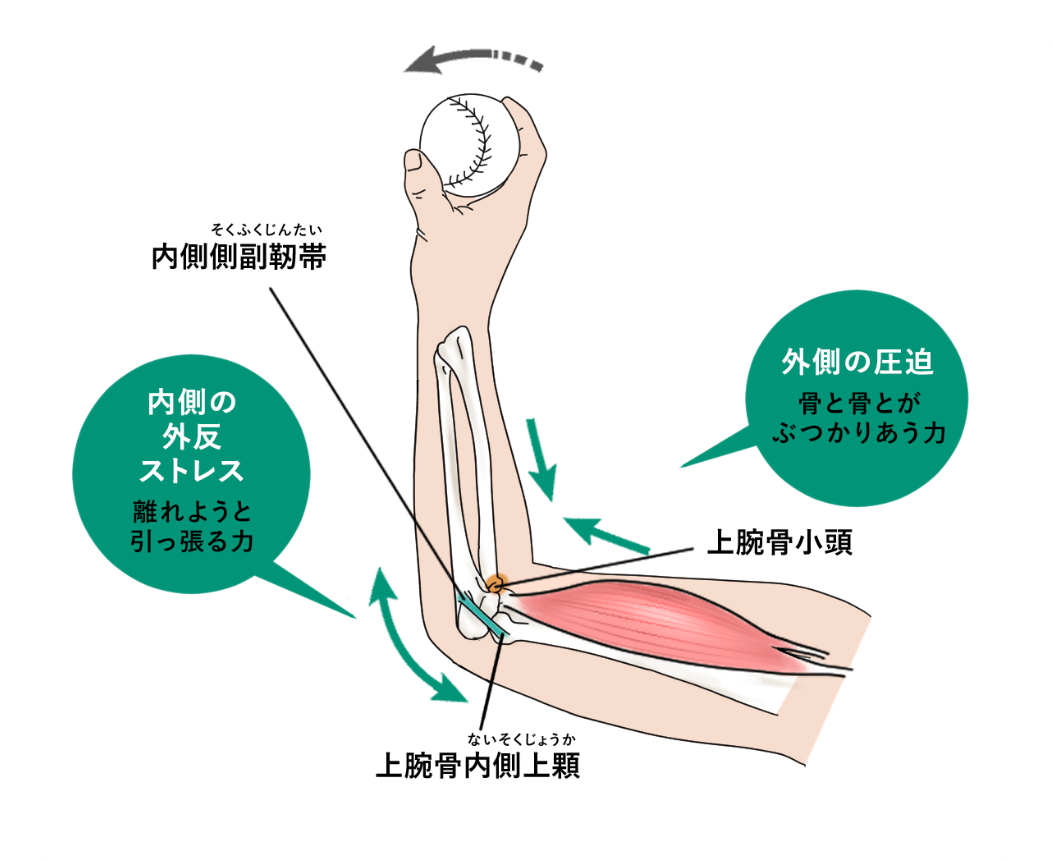 そくふくじんたい
内側側副靭帯
外側の圧迫
骨と骨とが
ぶつかりあう力
内側の
外反
ストレス
離れようと
引っ張る力
上腕骨小頭
ないそくじょうか
上腕骨内側上顆